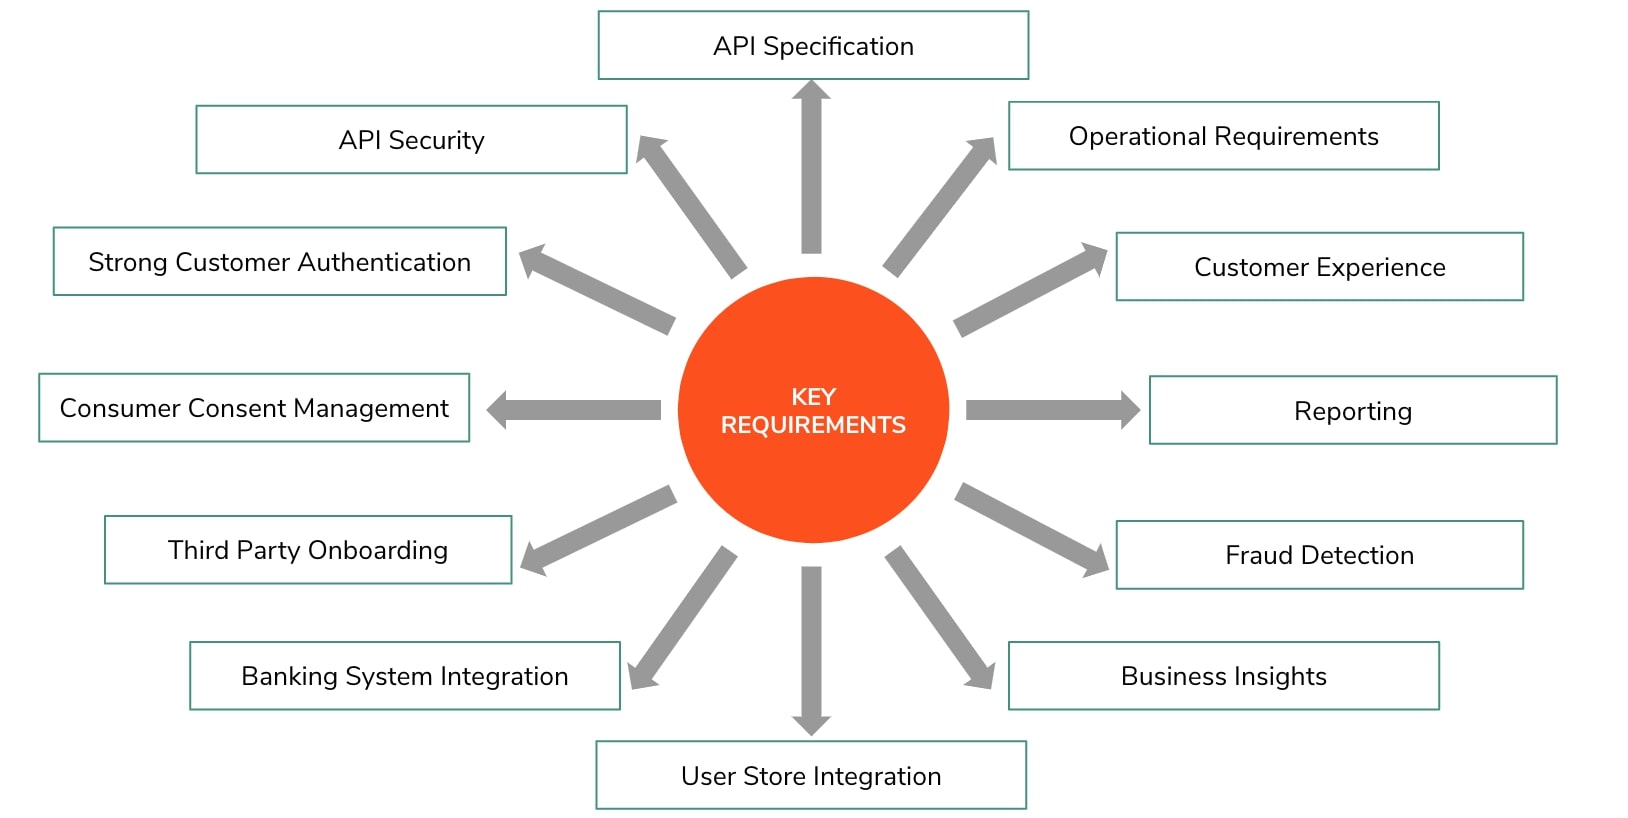 API Specification
Operational Requirements
API Security
Strong Customer Authentication
Customer Experience
KEY
REQUIREMENTS
Consumer Consent Management
Reporting
Third Party Onboarding
Fraud Detection
Banking System Integration
Business Insights
User Store Integration